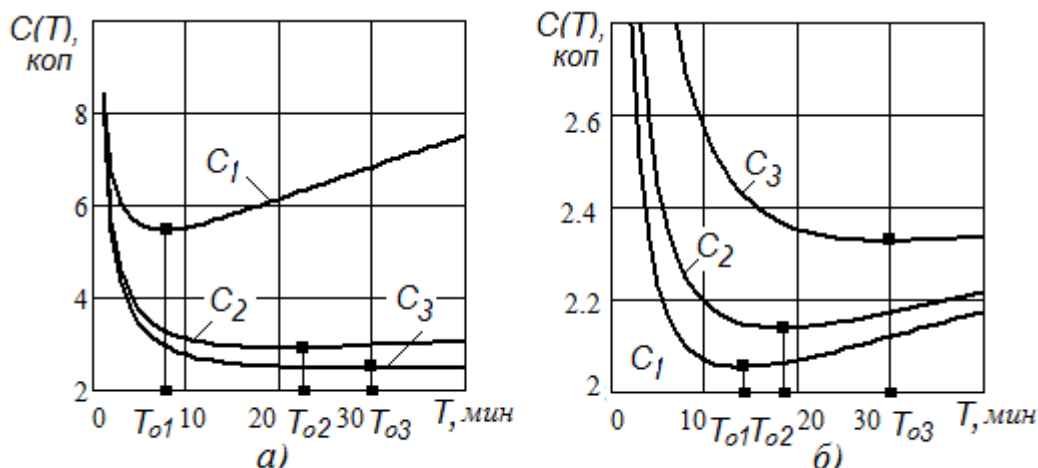 C(T),
коп
8
6
4
2
C₁
C₂
C₃
0 10 20 30 T, мин
Tₒ₁ Tₒ₂ Tₒ₃
а)
C(T),
коп
2.6
2.4
2.2
2
C₃
C₂
C₁
0 10 20 30 T, мин
Tₒ₁ Tₒ₂ Tₒ₃
б)